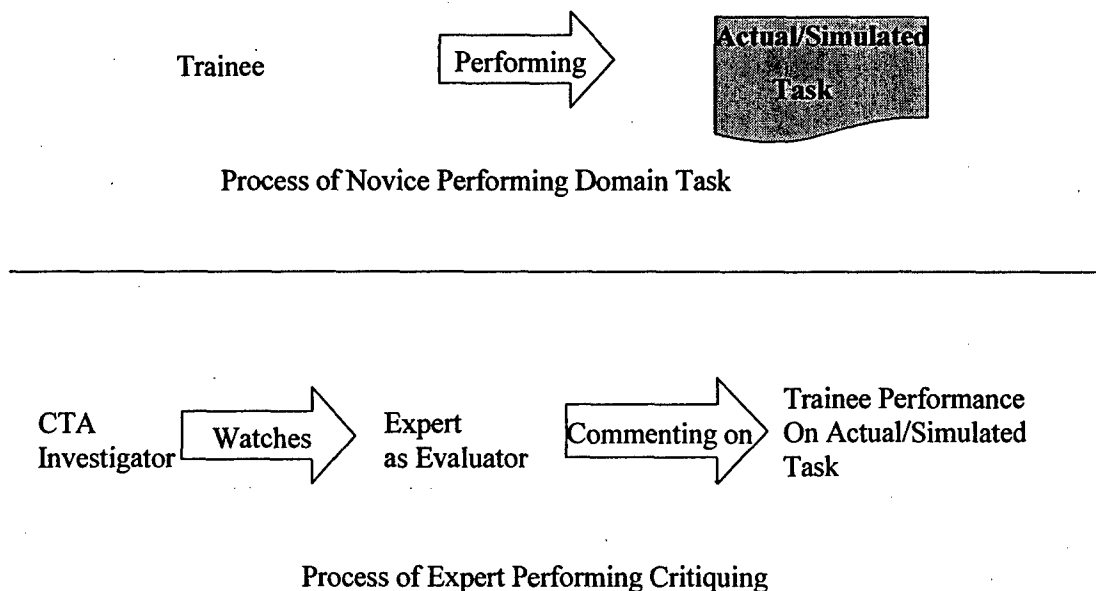 Trainee
Performing
Actual/Simulated
Task
Process of Novice Performing Domain Task
CTA
Investigator
Watches
Expert
as Evaluator
Commenting on
Trainee Performance
On Actual/Simulated
Task
Process of Expert Performing Critiquing